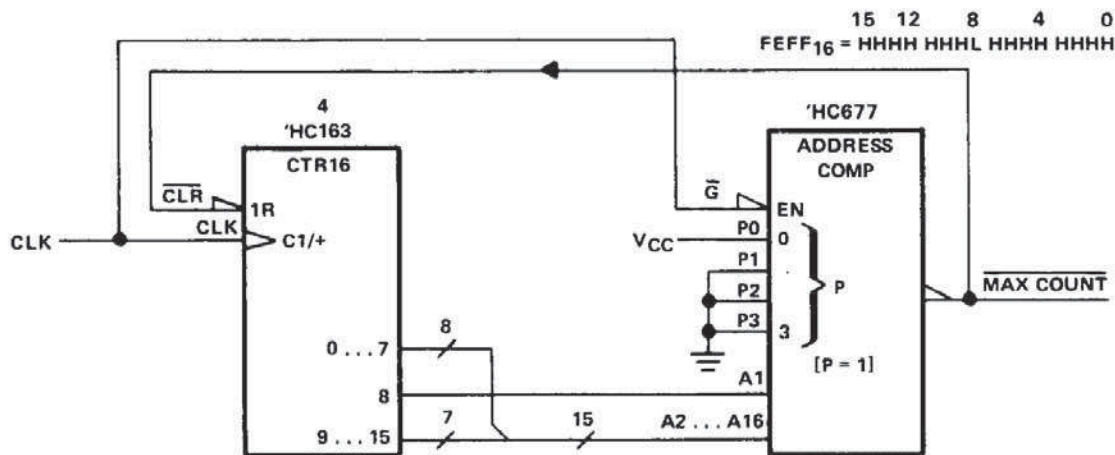 15 12 8 4 0
FEFF16 = HHHH HHHL HHHH HHHH
4
'HC163
CTR16
CLR
1R
CLK
CLK
C1/+
0 . . . 7
8
8
9 . . . 15
7
15
'HC677
ADDRESS
COMP
G
EN
VCC
P0
0
P1
P2
P
P3
3
[P = 1]
A1
A2 . . . A16
MAX COUNT